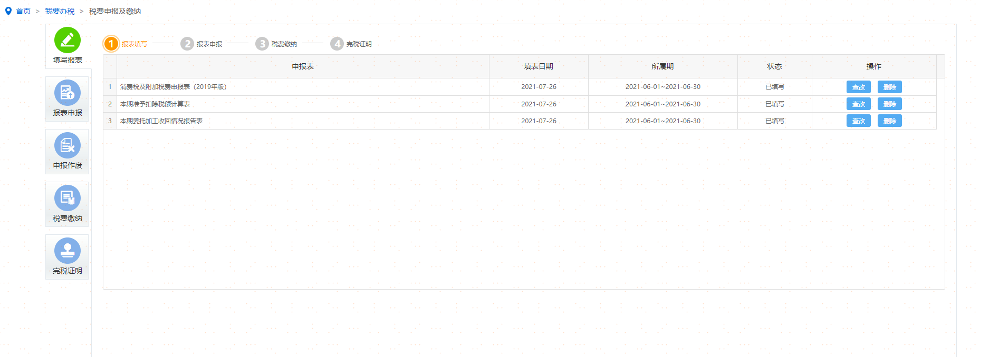 首页 > 我要办税 > 税费申报及缴纳
填写报表
报表申报
申报作废
税费缴纳
完税证明
1 报表填写 2 报表申报 3 税费缴纳 4 完税证明
申报表 填表日期 所属期 状态 操作
1 消费税及附加税费申报表（2019年版） 2021-07-26 2021-06-01~2021-06-30 已填写 查改 删除
2 本期准予扣除税额计算表 2021-07-26 2021-06-01~2021-06-30 已填写 查改 删除
3 本期委托加工收回情况报告表 2021-07-26 2021-06-01~2021-06-30 已填写 查改 删除